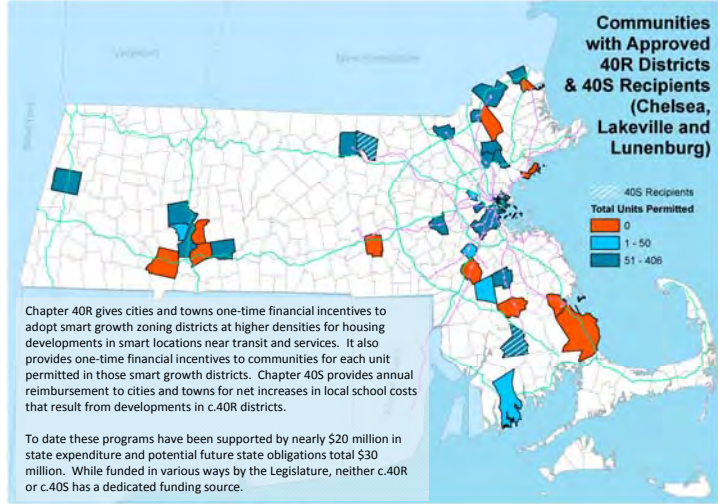 Communities
with Approved
40R Districts
& 40S Recipients
(Chelsea,
Lakeville and
Lunenburg)
Vermont
New Hampshire
New York
40S Recipients
Total Units Permitted
0
1 - 50
51 - 406
Chapter 40R gives cities and towns one-time financial incentives to
adopt smart growth zoning districts at higher densities for housing
developments in smart locations near transit and services. It also
provides one-time financial incentives to communities for each unit
permitted in those smart growth districts. Chapter 40S provides annual
reimbursement to cities and towns for net increases in local school costs
that result from developments in c.40R districts.
To date these programs have been supported by nearly $20 million in
state expenditure and potential future state obligations total $30
million. While funded in various ways by the Legislature, neither c.40R
or c.40S has a dedicated funding source.